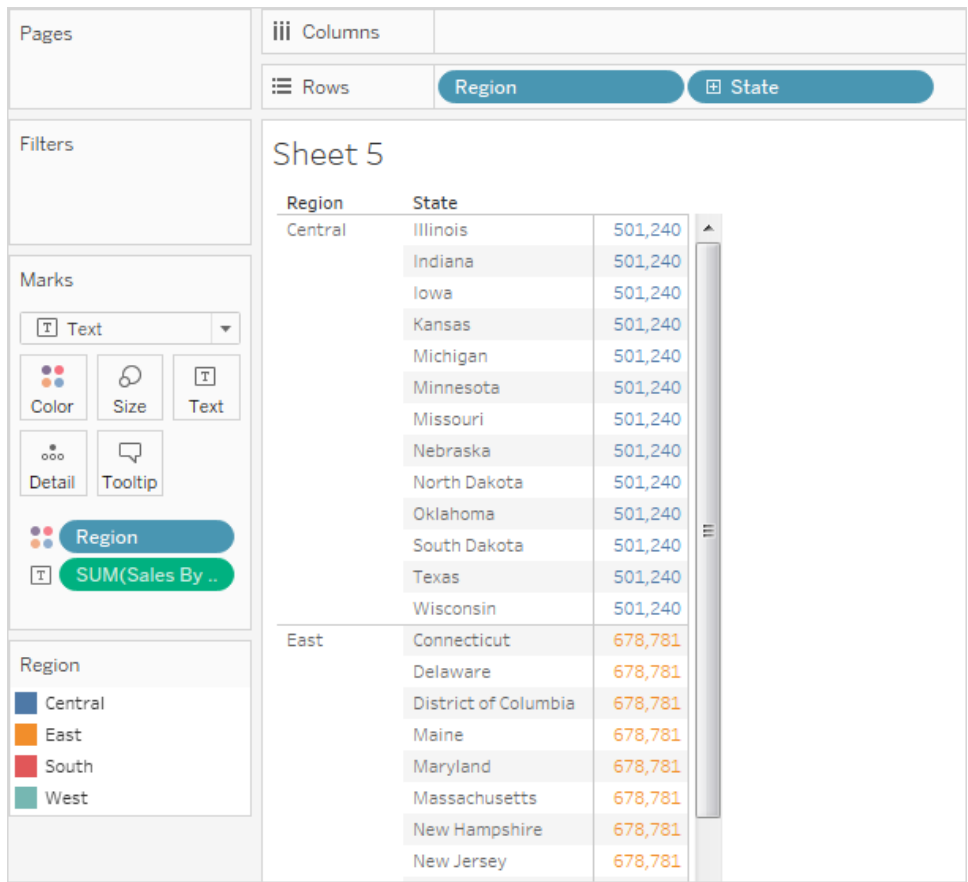 Pages
Columns
Rows Region State
Filters
Sheet 5
Region State
Central Illinois 501,240
Indiana 501,240
Iowa 501,240
Kansas 501,240
Michigan 501,240
Minnesota 501,240
Missouri 501,240
Nebraska 501,240
North Dakota 501,240
Oklahoma 501,240
South Dakota 501,240
Texas 501,240
Wisconsin 501,240
East Connecticut 678,781
Delaware 678,781
District of Columbia 678,781
Maine 678,781
Maryland 678,781
Massachusetts 678,781
New Hampshire 678,781
New Jersey 678,781
Marks
T Text
Color Size T Text
Detail Tooltip
Region
T SUM(Sales By ..
Region
Central
East
South
West